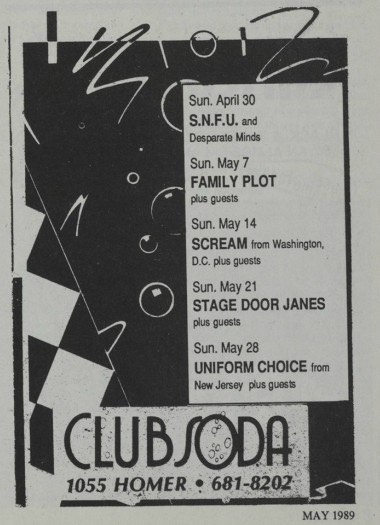 Sun. April 30
S.N.F.U. and
Desparate Minds
Sun. May 7
FAMILY PLOT
plus guests
Sun. May 14
SCREAM from Washington,
D.C. plus guests
Sun. May 21
STAGE DOOR JANES
plus guests
Sun. May 28
UNIFORM CHOICE from
New Jersey plus guests
CLUB SODA
1055 HOMER • 681-8202
MAY 1989